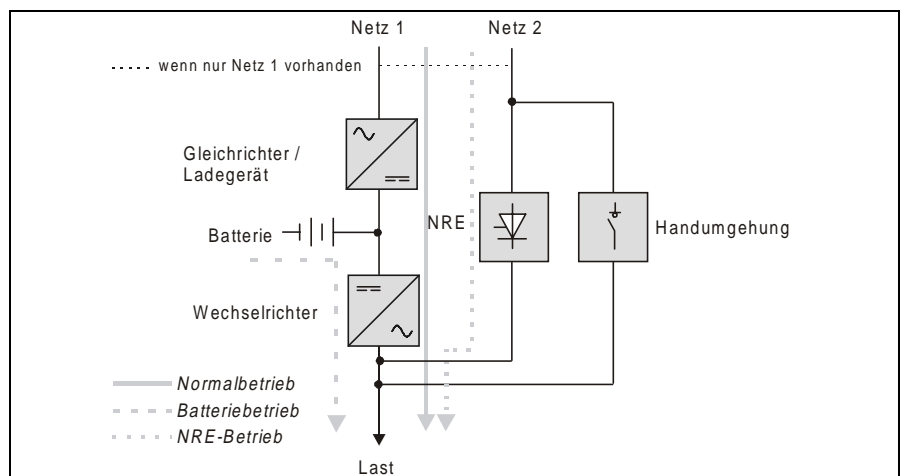 Netz 1
Netz 2
wenn nur Netz 1 vorhanden
Gleichrichter /
Ladegerät
NRE
Handumgehung
Batterie
Wechselrichter
Normalbetrieb
Batteriebetrieb
NRE-Betrieb
Last